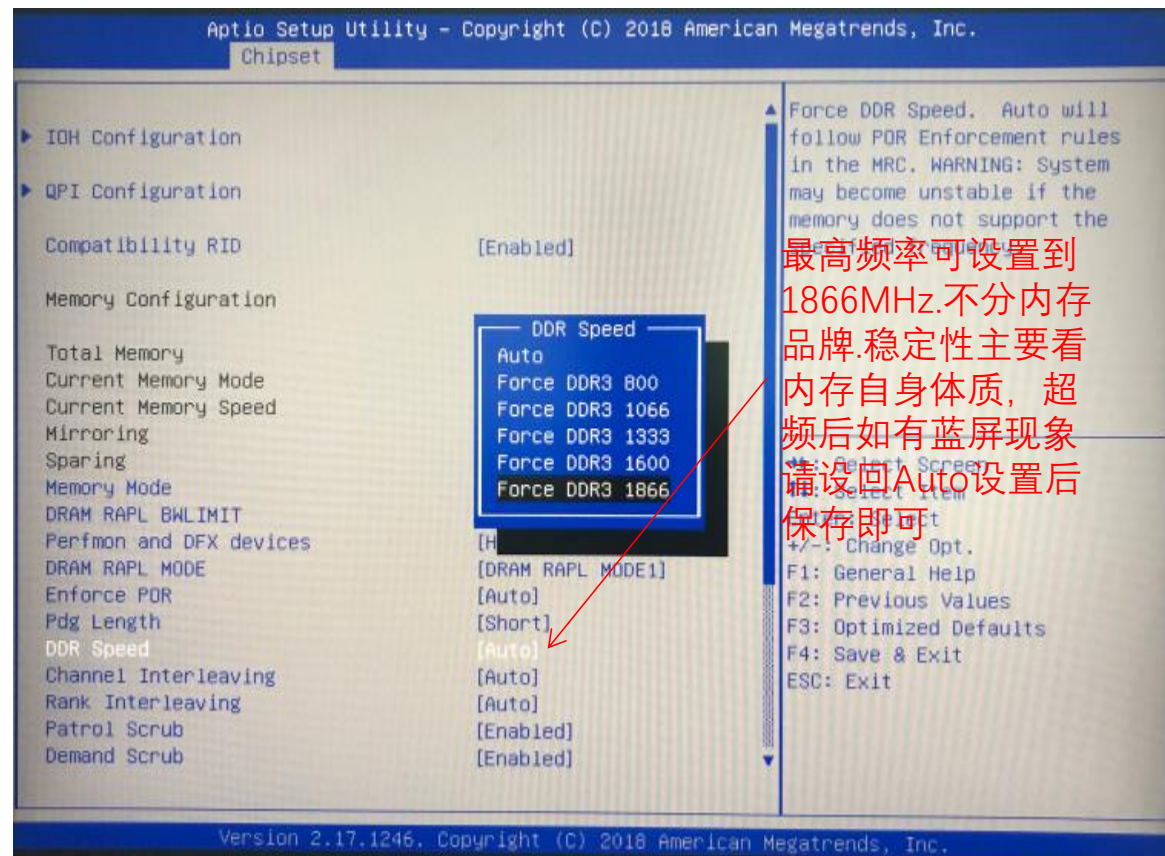 Aptio Setup Utility – Copyright (C) 2018 American Megatrends, Inc.
Chipset
IOH Configuration
QPI Configuration
Compatibility RID [Enabled]
Memory Configuration
Total Memory
Current Memory Mode
Current Memory Speed
Mirroring
Sparing
Memory Mode
DRAM RAPL BWLIMIT
Perfmon and DFX devices [H
DRAM RAPL MODE [DRAM RAPL MODE1]
Enforce POR [Auto]
Pdg Length [Short]
DDR Speed [Auto]
Channel Interleaving [Auto]
Rank Interleaving [Auto]
Patrol Scrub [Enabled]
Demand Scrub [Enabled]
DDR Speed
Auto
Force DDR3 800
Force DDR3 1066
Force DDR3 1333
Force DDR3 1600
Force DDR3 1866
Force DDR Speed. Auto will
follow POR Enforcement rules
in the MRC. WARNING: System
may become unstable if the
memory does not support the
最高频率可设置到
1866MHz.不分内存
品牌.稳定性主要看
内存自身体质，超
频后如有蓝屏现象
请设回Auto设置后
保存即可
: Select Screen
: Select Item
Enter: Select
+/-: Change Opt.
F1: General Help
F2: Previous Values
F3: Optimized Defaults
F4: Save & Exit
ESC: Exit
Version 2.17.1246. Copyright (C) 2018 American Megatrends, Inc.